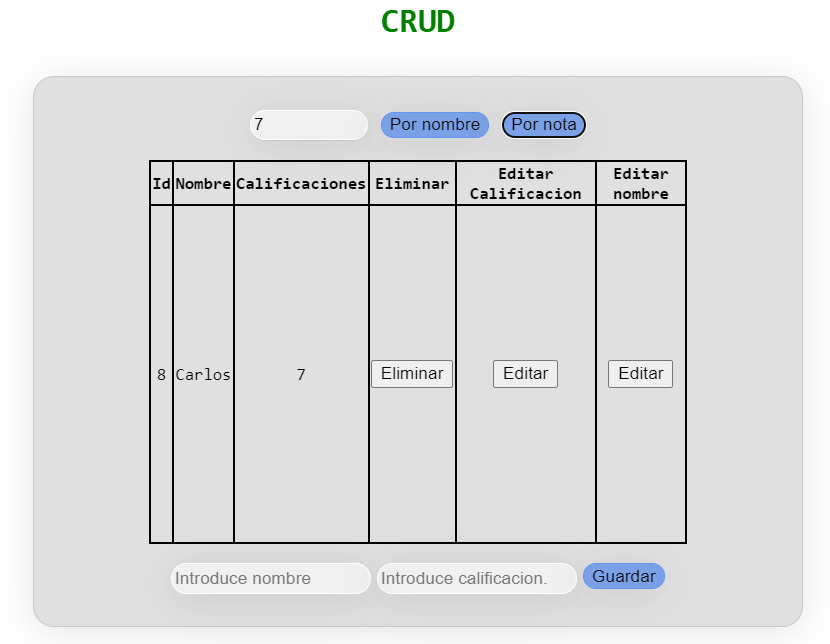 CRUD
7 Por nombre Por nota
Id Nombre Calificaciones Eliminar Editar Calificacion Editar nombre
8 Carlos 7 Eliminar Editar Editar
Introduce nombre Introduce calificacion. Guardar